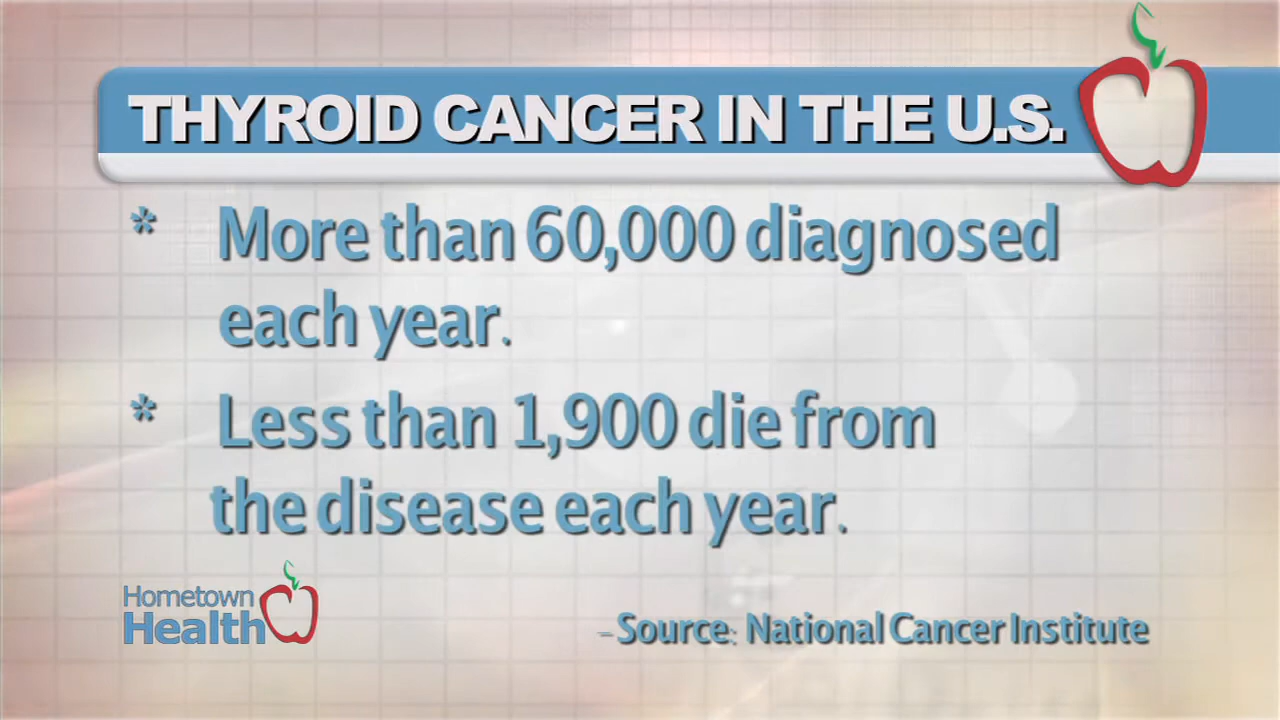 THYROID CANCER IN THE U.S.
* More than 60,000 diagnosed
each year.
* Less than 1,900 die from
the disease each year.
Hometown
Health
– Source: National Cancer Institute